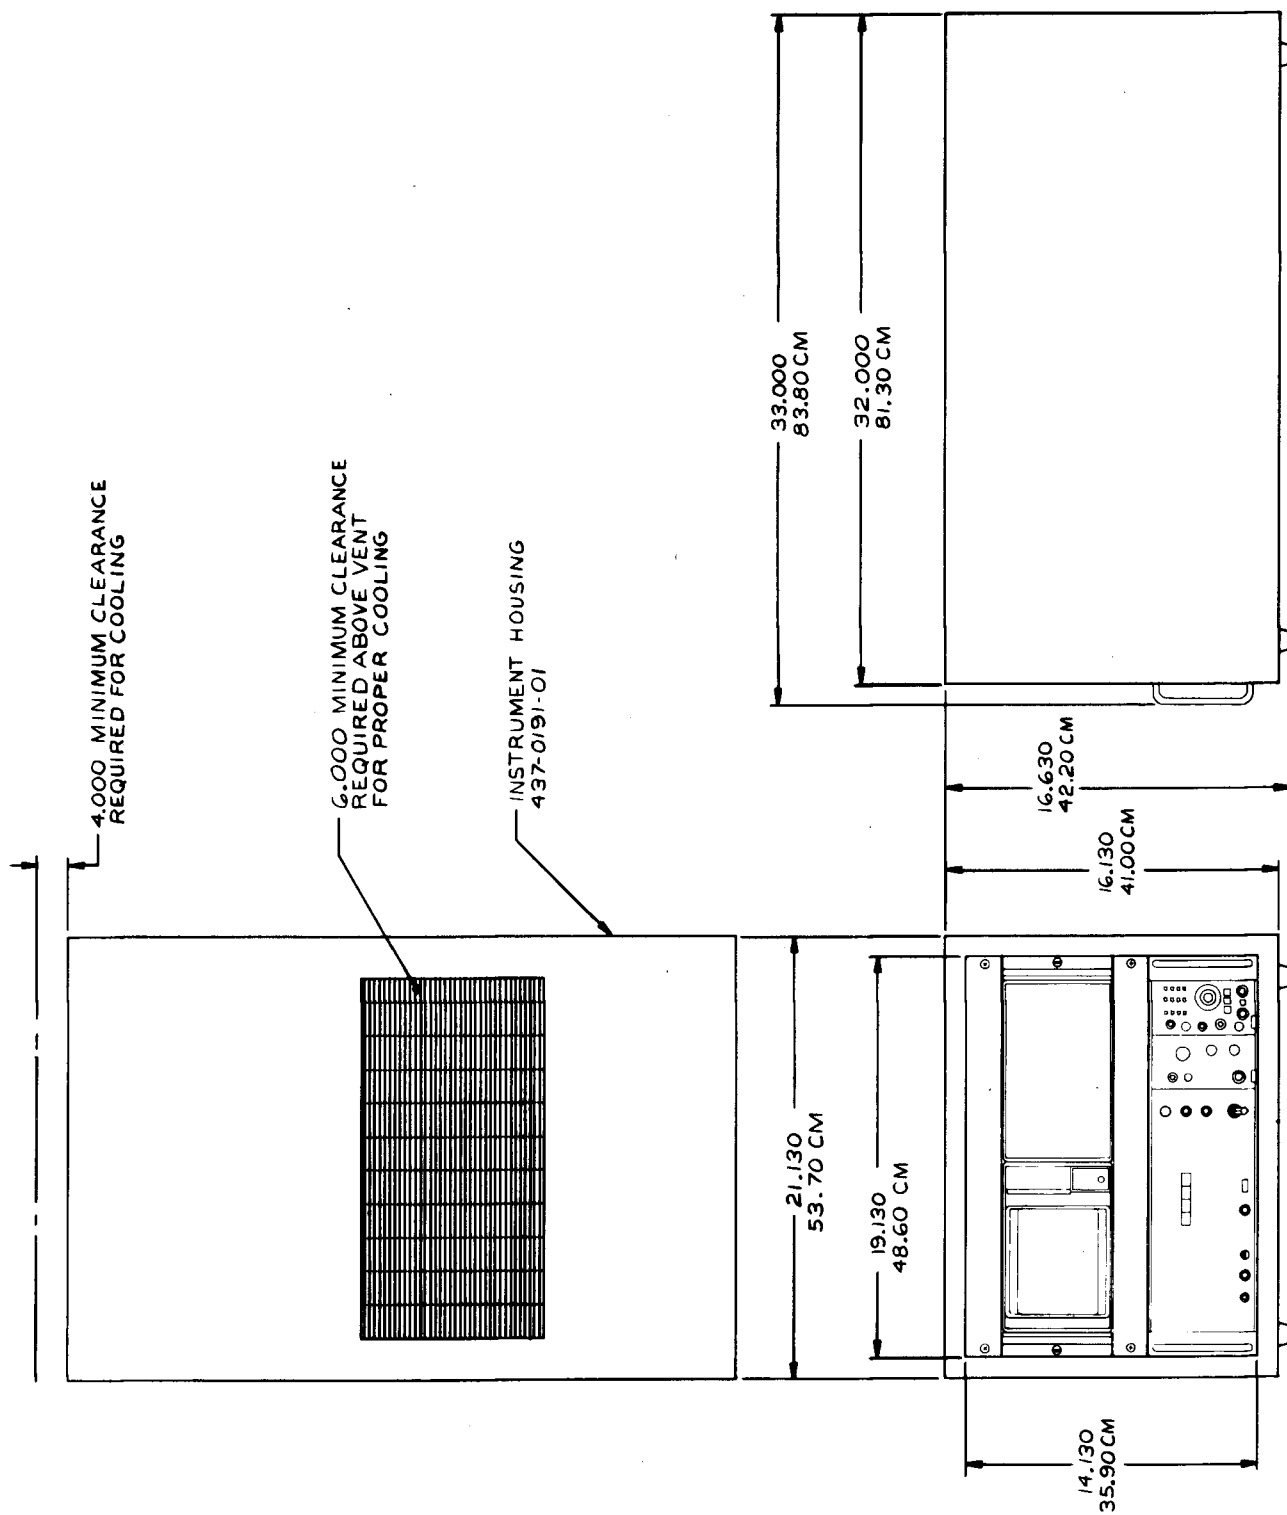 4.000 MINIMUM CLEARANCE
REQUIRED FOR COOLING
6.000 MINIMUM CLEARANCE
REQUIRED ABOVE VENT
FOR PROPER COOLING
INSTRUMENT HOUSING
437-0191-01
33.000
83.80 CM
32.000
81.30 CM
21.130
53.70 CM
19.130
48.60 CM
16.630
42.20 CM
16.130
41.00 CM
14.130
35.90 CM